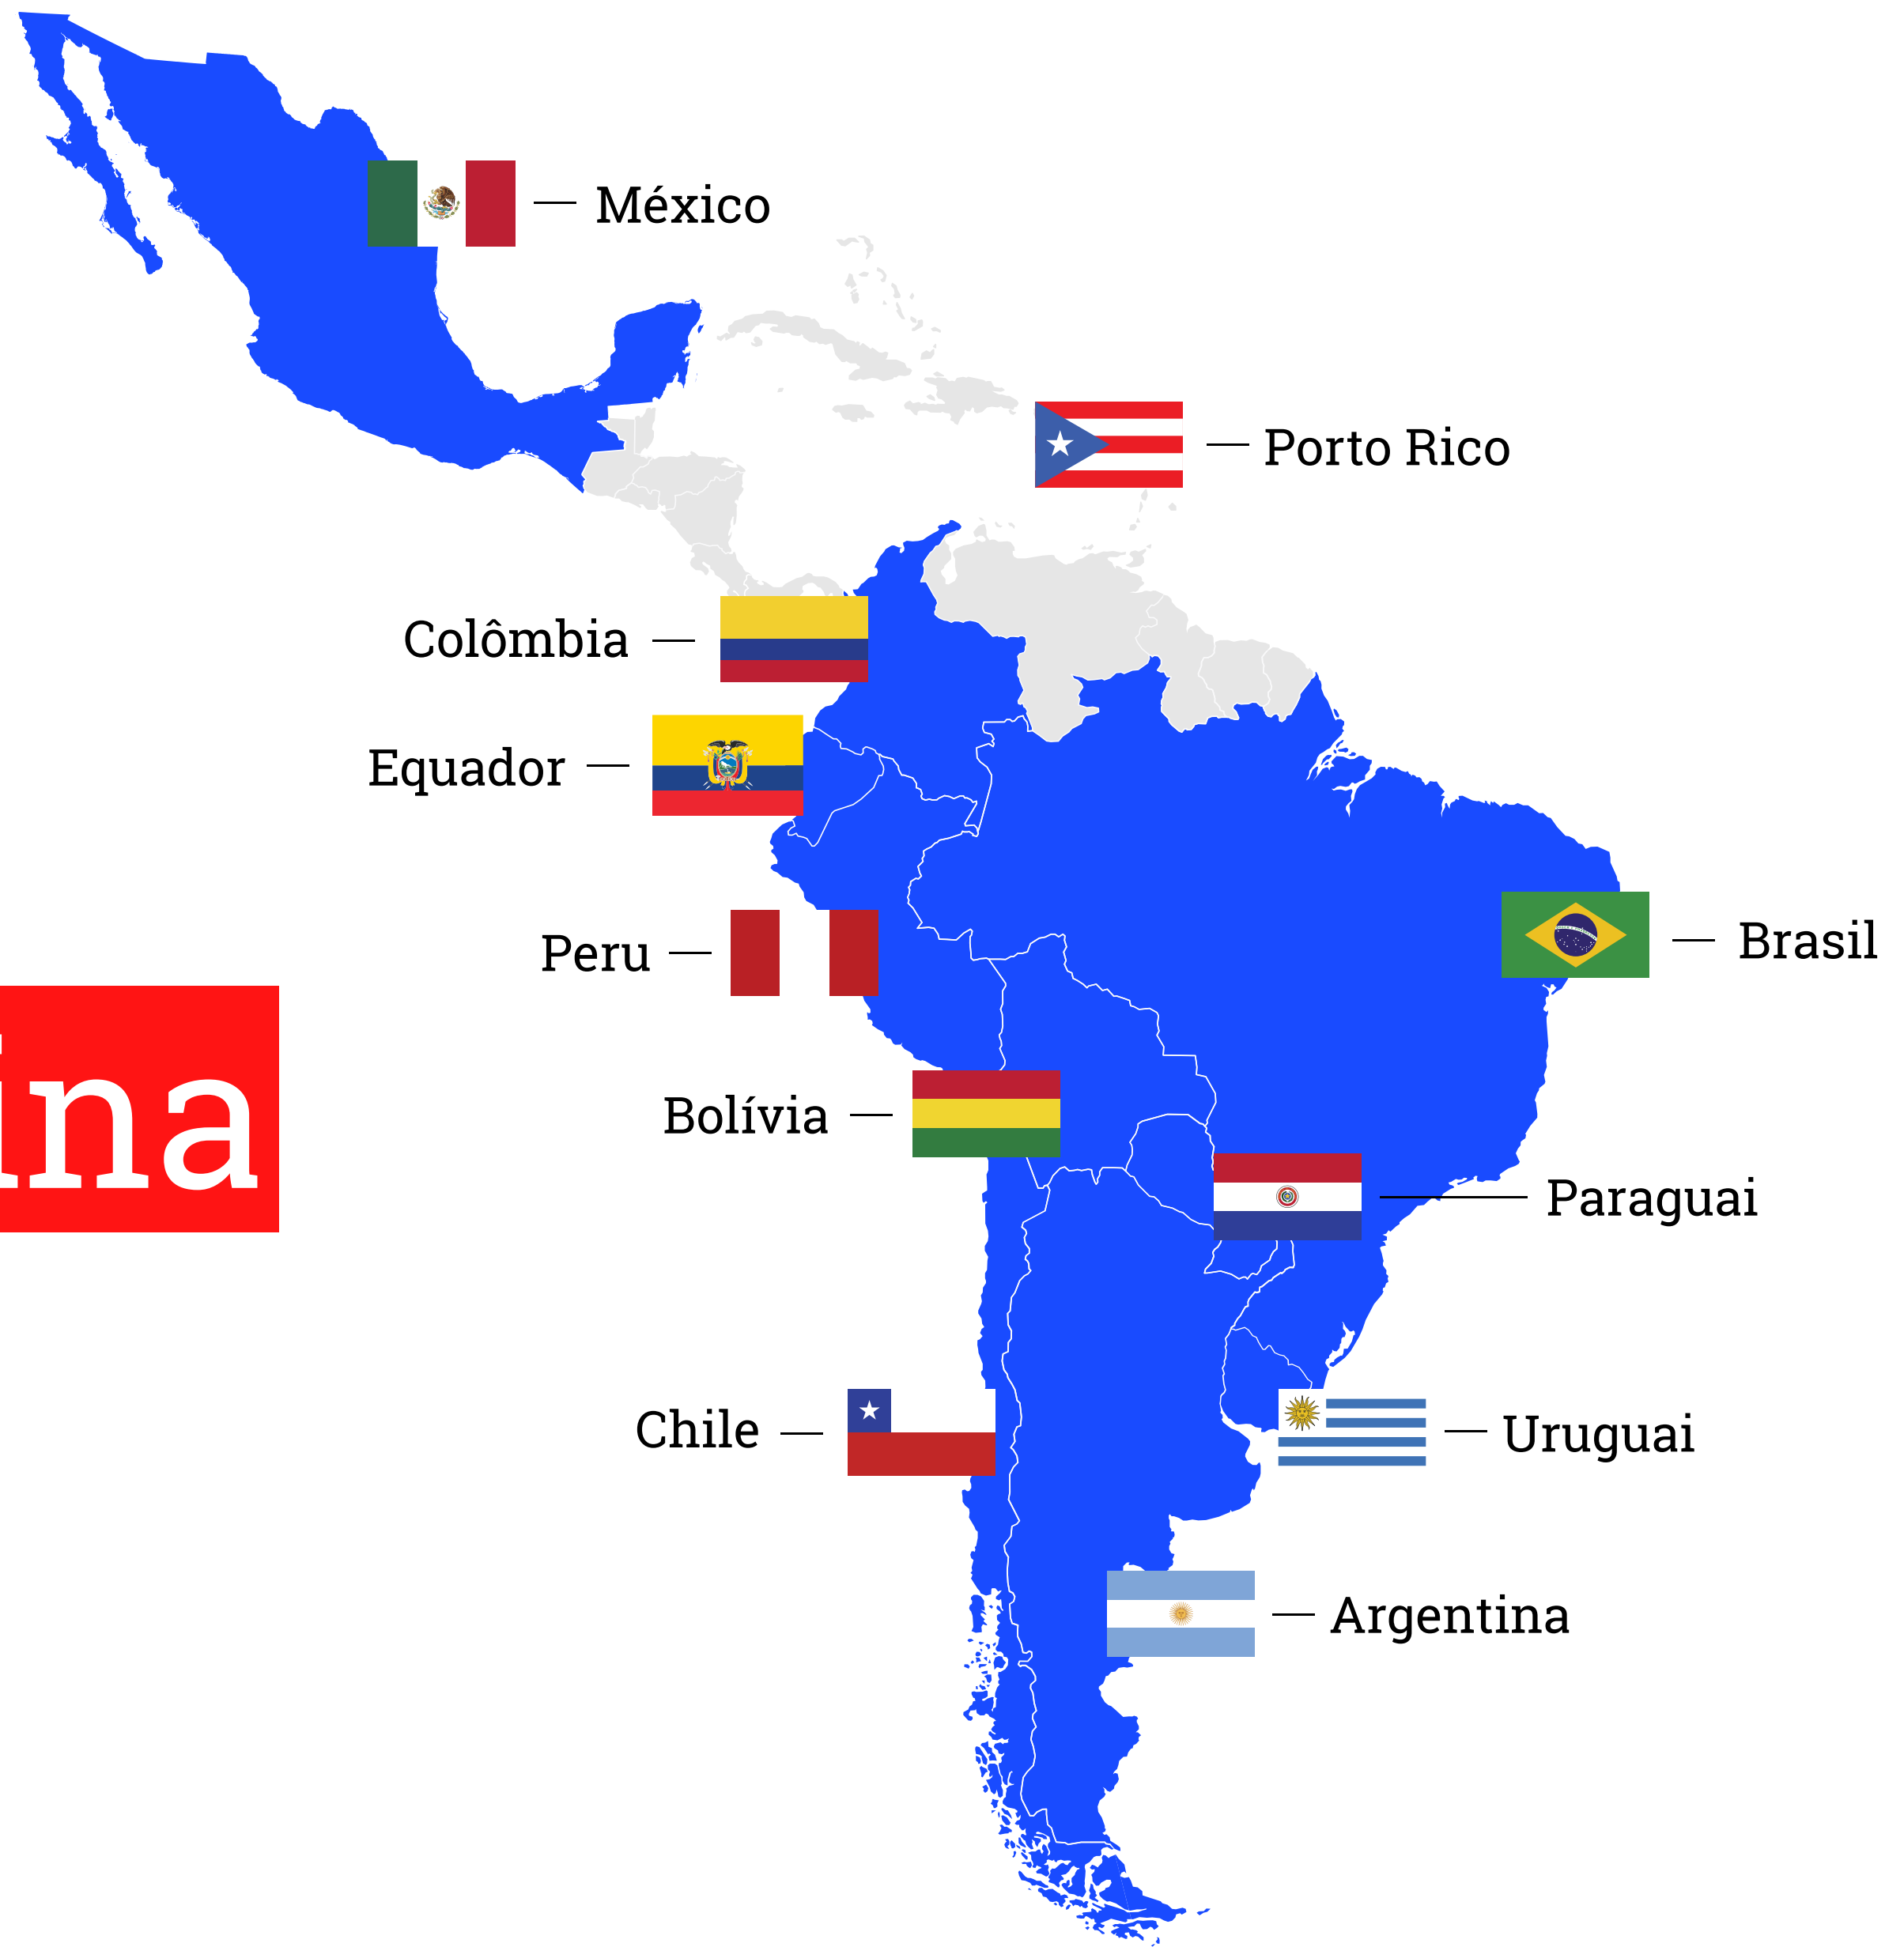 México
Porto Rico
Colômbia
Equador
Brasil
Peru
ina
Bolívia
Paraguai
Chile
Uruguai
Argentina